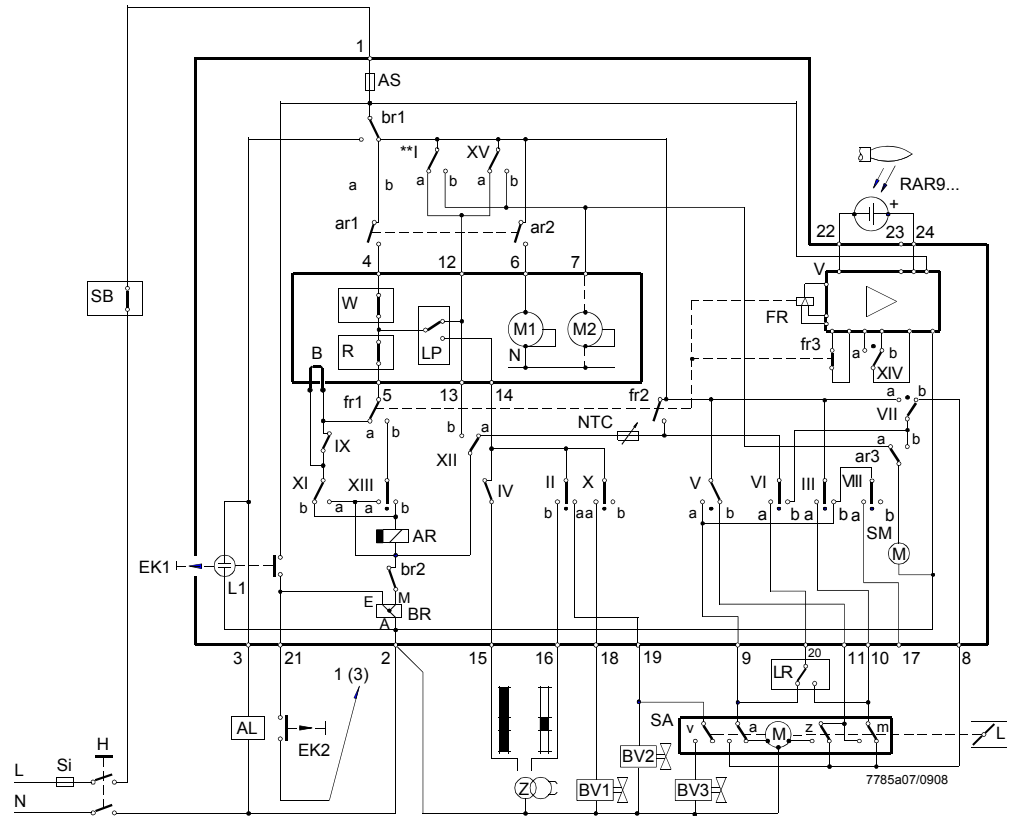 1
AS
br1
**I
XV
a
b
a
b
a
b
RAR9...
+
ar1
ar2
22
23
24
4
12
6
7
V
SB
W
M1
M2
FR
LP
R
N
fr3
a
b
XIV
B
5
13
14
fr1
fr2
a
b
a
b
b
a
NTC
VII
IX
XII
a
b
ar3
XI
XIII
IV
II
X
V
VI
III
VIII
b
a
a
b
b
a
a
b
a
b
a
b
a
b
a
b
AR
SM
M
EK1
L1
br2
E
M
BR
A
3
21
2
15
16
18
19
9
20
11
10
17
8
1 (3)
LR
AL
EK2
SA
v
a
M
z
m
L
H
BV2
L
Si
Z
BV1
BV3
7785a07/0908
N